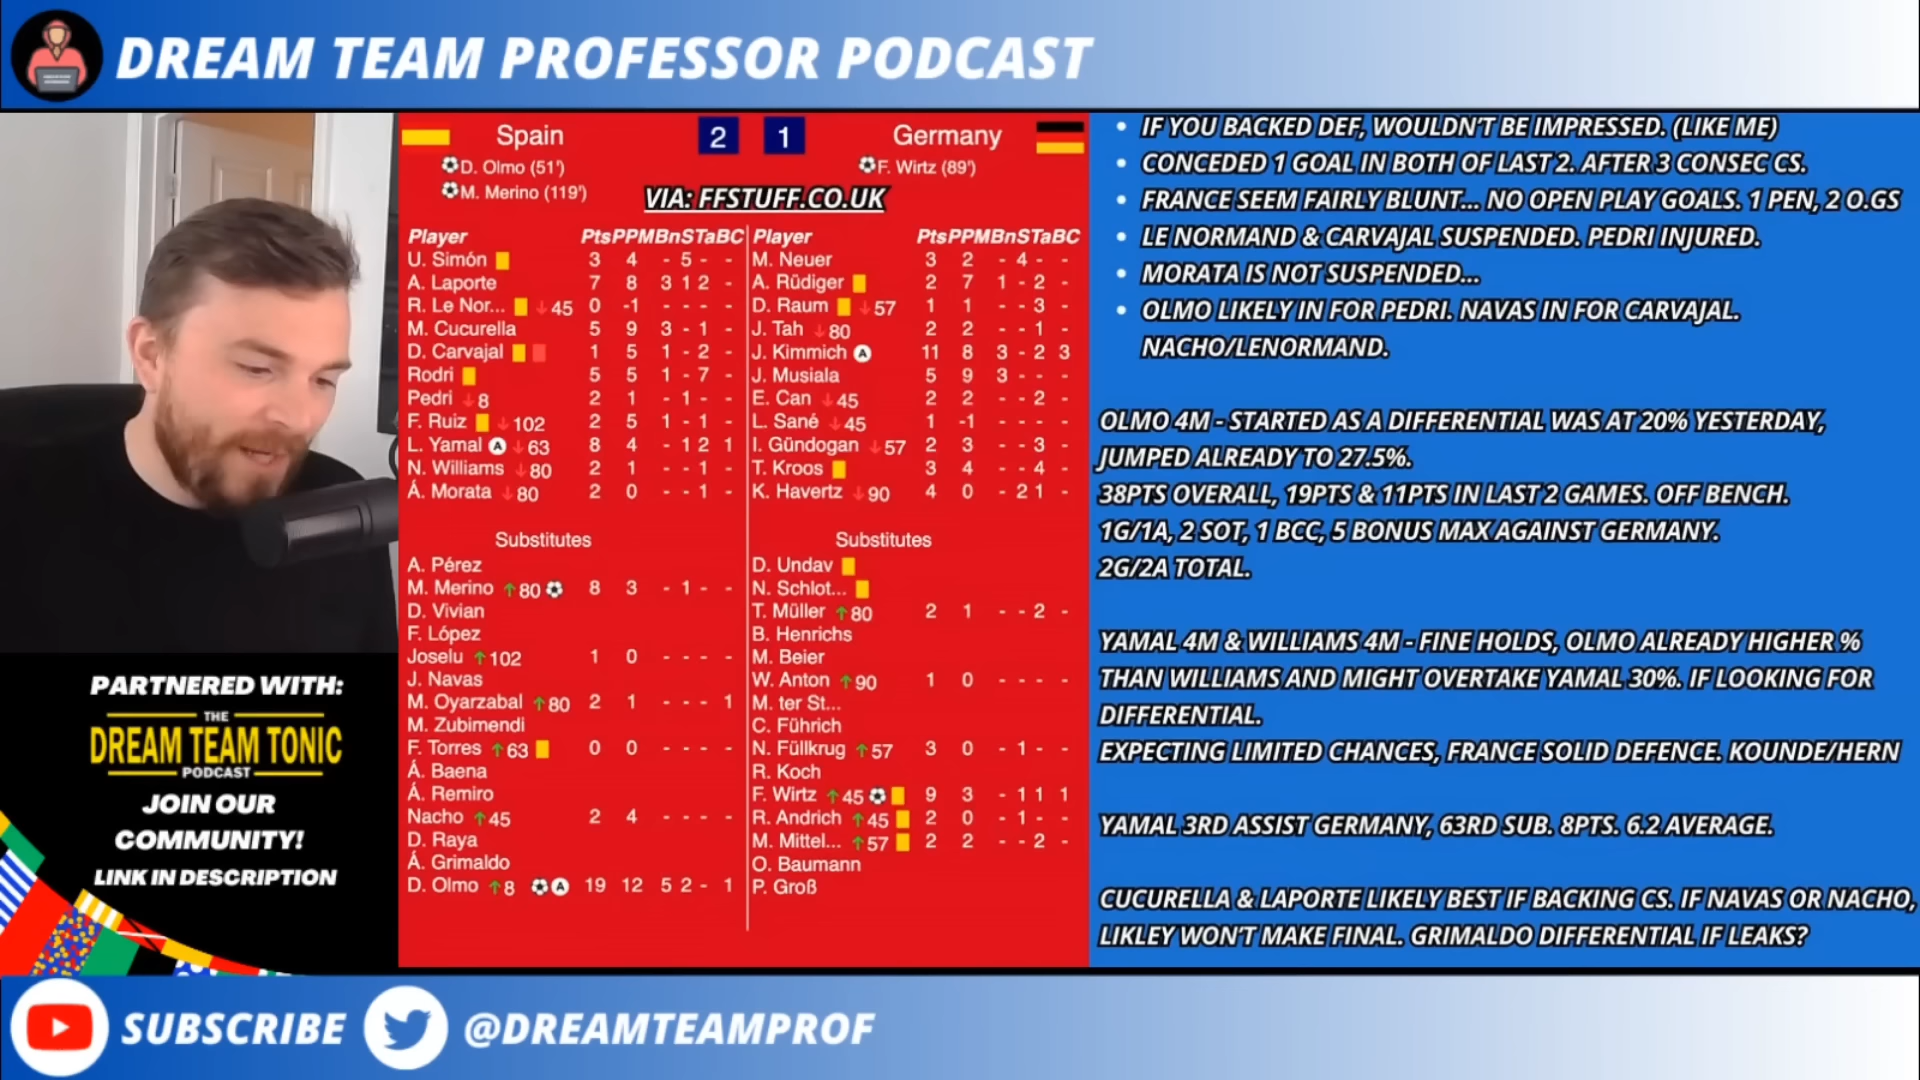 DREAM TEAM PROFESSOR PODCAST
Spain 2 1 Germany
D. Olmo (51') F. Wirtz (89')
M. Merino (119')
VIA: FFSTUFF.CO.UK
Player Pts PPM Bn S Ta BC Player Pts PPM Bn S Ta BC
U. Simón 3 4 - 5 - - M. Neuer 3 2 - 4 - -
A. Laporte 7 8 3 1 2 - A. Rüdiger 2 7 1 - 2 -
R. Le Nor... 45 0 -1 - - - - D. Raum 57 1 1 - - 3 -
M. Cucurella 5 9 3 - 1 - J. Tah 80 2 2 - - 1 -
D. Carvajal 1 5 1 - 2 - J. Kimmich A 11 8 3 - 2 3
Rodri 5 5 1 - 7 - J. Musiala 5 9 3 - - -
Pedri 8 2 1 - - 1 - E. Can 45 2 2 - - 2 -
F. Ruiz 102 2 5 1 - 1 - L. Sané 45 1 -1 - - - -
L. Yamal A 63 8 4 - 1 2 1 I. Gündogan 57 2 3 - - 3 -
N. Williams 80 2 1 - - 1 - T. Kroos 3 4 - - 4 -
Á. Morata 80 2 0 - - 1 - K. Havertz 90 4 0 - 2 1 -
Substitutes Substitutes
A. Pérez D. Undav
M. Merino 80 8 3 - 1 - - N. Schlot...
D. Vivian T. Müller 80 2 1 - - 2 -
F. López B. Henrichs
Joselu 102 1 0 - - - - M. Beier
J. Navas W. Anton 90 1 0 - - - -
M. Oyarzabal 80 2 1 - - - 1 M. ter St...
M. Zubimendi C. Führich
F. Torres 63 0 0 - - - - N. Füllkrug 57 3 0 - 1 - -
Á. Baena R. Koch
Á. Remiro F. Wirtz 45 9 3 - 1 1 1
Nacho 45 2 4 - - - - R. Andrich 45 2 0 - 1 - -
D. Raya M. Mittel... 57 2 2 - - 2 -
Á. Grimaldo O. Baumann
D. Olmo 8 A 19 12 5 2 - 1 P. Groß
• IF YOU BACKED DEF, WOULDN'T BE IMPRESSED. (LIKE ME)
• CONCEDED 1 GOAL IN BOTH OF LAST 2. AFTER 3 CONSEC CS.
• FRANCE SEEM FAIRLY BLUNT... NO OPEN PLAY GOALS. 1 PEN, 2 O.GS
• LE NORMAND & CARVAJAL SUSPENDED. PEDRI INJURED.
• MORATA IS NOT SUSPENDED...
• OLMO LIKELY IN FOR PEDRI. NAVAS IN FOR CARVAJAL.
NACHO/LENORMAND.
OLMO 4M - STARTED AS A DIFFERENTIAL WAS AT 20% YESTERDAY,
JUMPED ALREADY TO 27.5%.
38PTS OVERALL, 19PTS & 11PTS IN LAST 2 GAMES. OFF BENCH.
1G/1A, 2 SOT, 1 BCC, 5 BONUS MAX AGAINST GERMANY.
2G/2A TOTAL.
YAMAL 4M & WILLIAMS 4M - FINE HOLDS, OLMO ALREADY HIGHER %
THAN WILLIAMS AND MIGHT OVERTAKE YAMAL 30%. IF LOOKING FOR
DIFFERENTIAL.
EXPECTING LIMITED CHANCES, FRANCE SOLID DEFENCE. KOUNDE/HERN
YAMAL 3RD ASSIST GERMANY, 63RD SUB. 8PTS. 6.2 AVERAGE.
CUCURELLA & LAPORTE LIKELY BEST IF BACKING CS. IF NAVAS OR NACHO,
LIKLEY WON'T MAKE FINAL. GRIMALDO DIFFERENTIAL IF LEAKS?
PARTNERED WITH:
THE
DREAM TEAM TONIC
PODCAST
JOIN OUR
COMMUNITY!
LINK IN DESCRIPTION
SUBSCRIBE @DREAMTEAMPROF